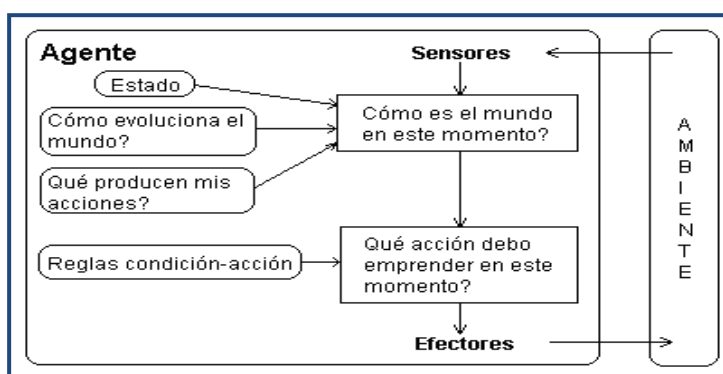 Agente
Sensores
Estado
Cómo evoluciona el
mundo?
Cómo es el mundo
en este momento?
Qué producen mis
acciones?
Reglas condición-acción
Qué acción debo
emprender en este
momento?
Efectores
A
M
B
I
E
N
T
E